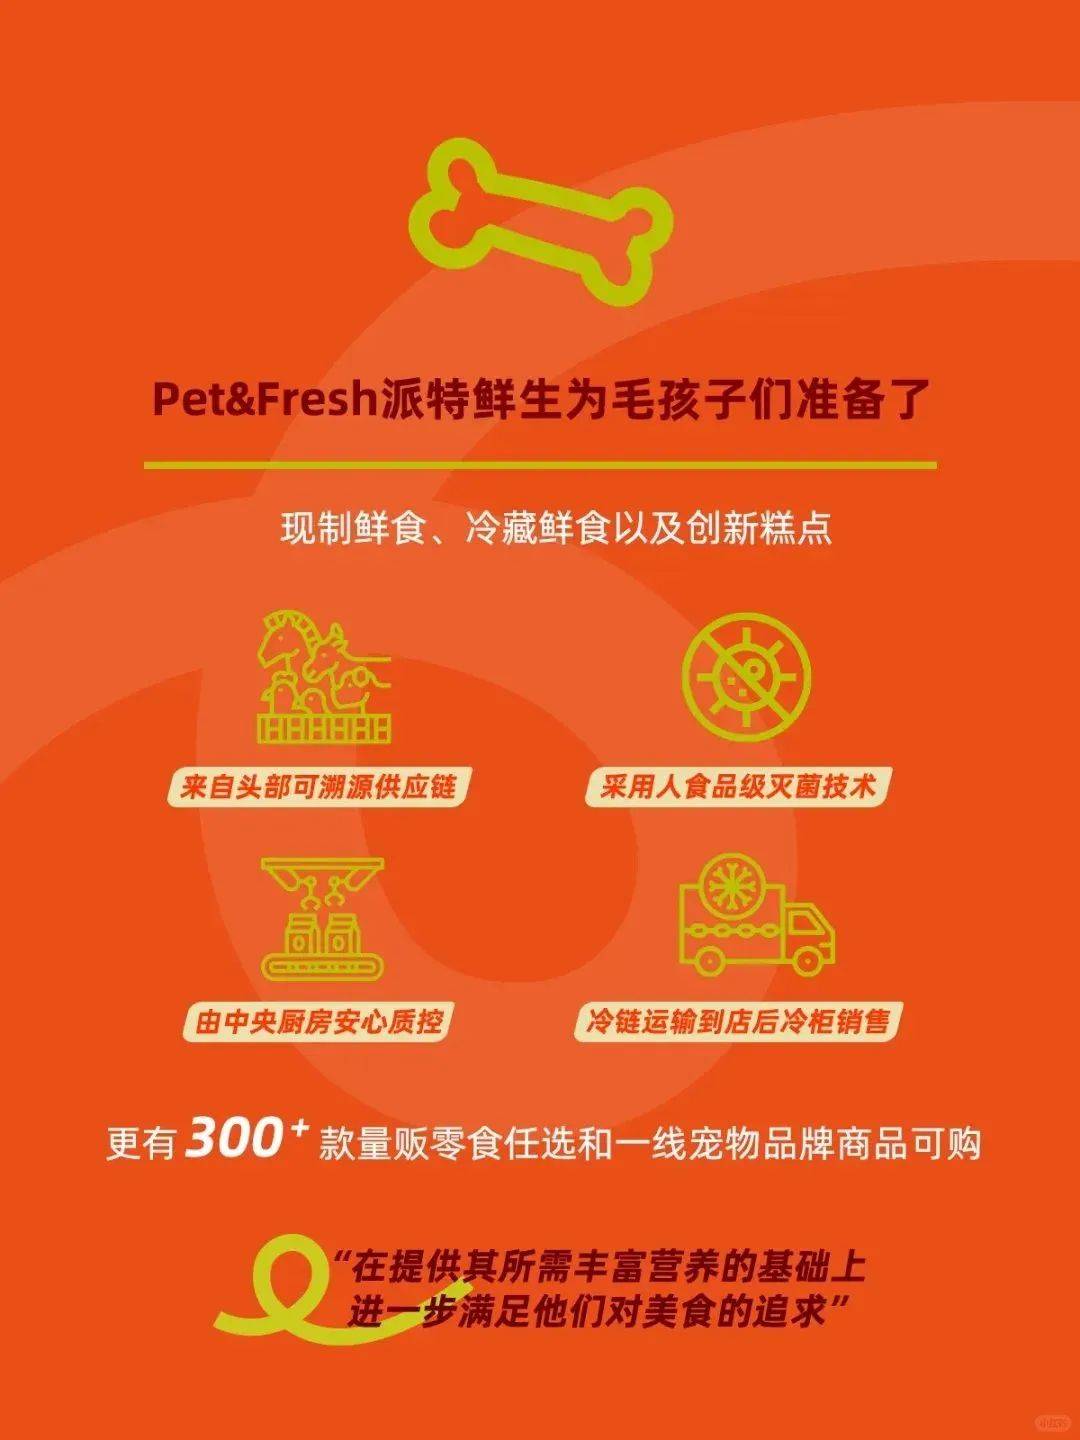 Pet&Fresh派特鲜生为毛孩子们准备了
现制鲜食、冷藏鲜食以及创新糕点
来自头部可溯源供应链
采用人食品级灭菌技术
由中央厨房安心质控
冷链运输到店后冷柜销售
更有300+款量贩零食任选和一线宠物品牌商品可购
“在提供其所需丰富营养的基础上
进一步满足他们对美食的追求”
小红书